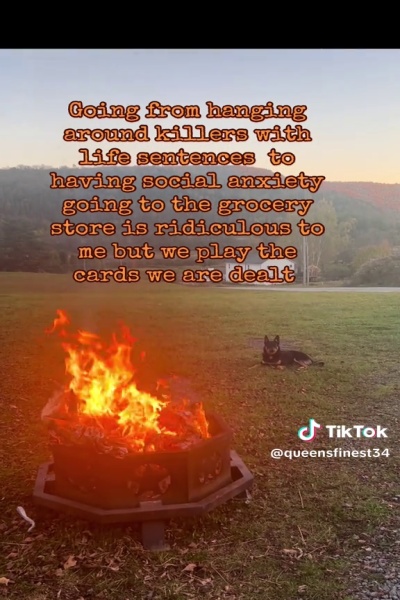 Going from hanging
around killers with
life sentences to
having social anxiety
going to the grocery
store is ridiculous to
me but we play the
cards we are dealt
TikTok
@queensfinest34